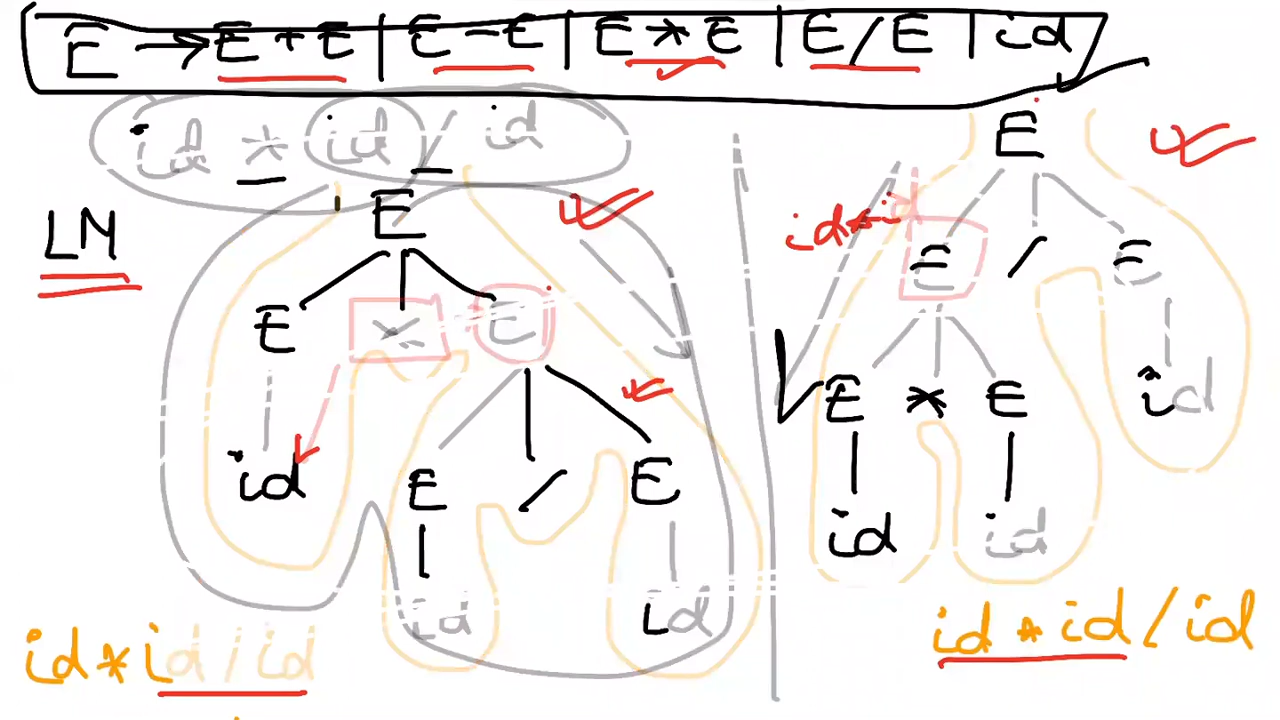 E → E + E | E - E | E * E | E / E | id
id * id / id
LM
E
E * E
id
E / E
id id
E
id*id
E / E
E * E
id
id id
id * id / id
id * id / id